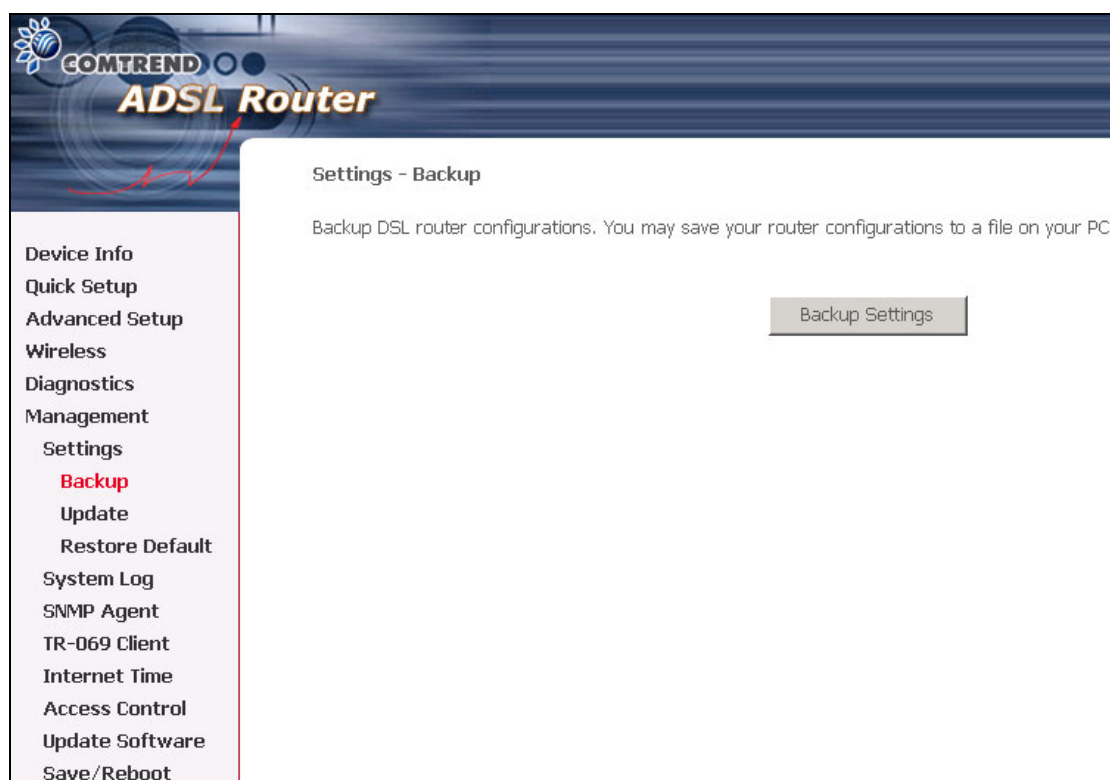 COMTREND
ADSL Router
Settings - Backup
Backup DSL router configurations. You may save your router configurations to a file on your PC
Backup Settings
Device Info
Quick Setup
Advanced Setup
Wireless
Diagnostics
Management
Settings
Backup
Update
Restore Default
System Log
SNMP Agent
TR-069 Client
Internet Time
Access Control
Update Software
Save/Reboot